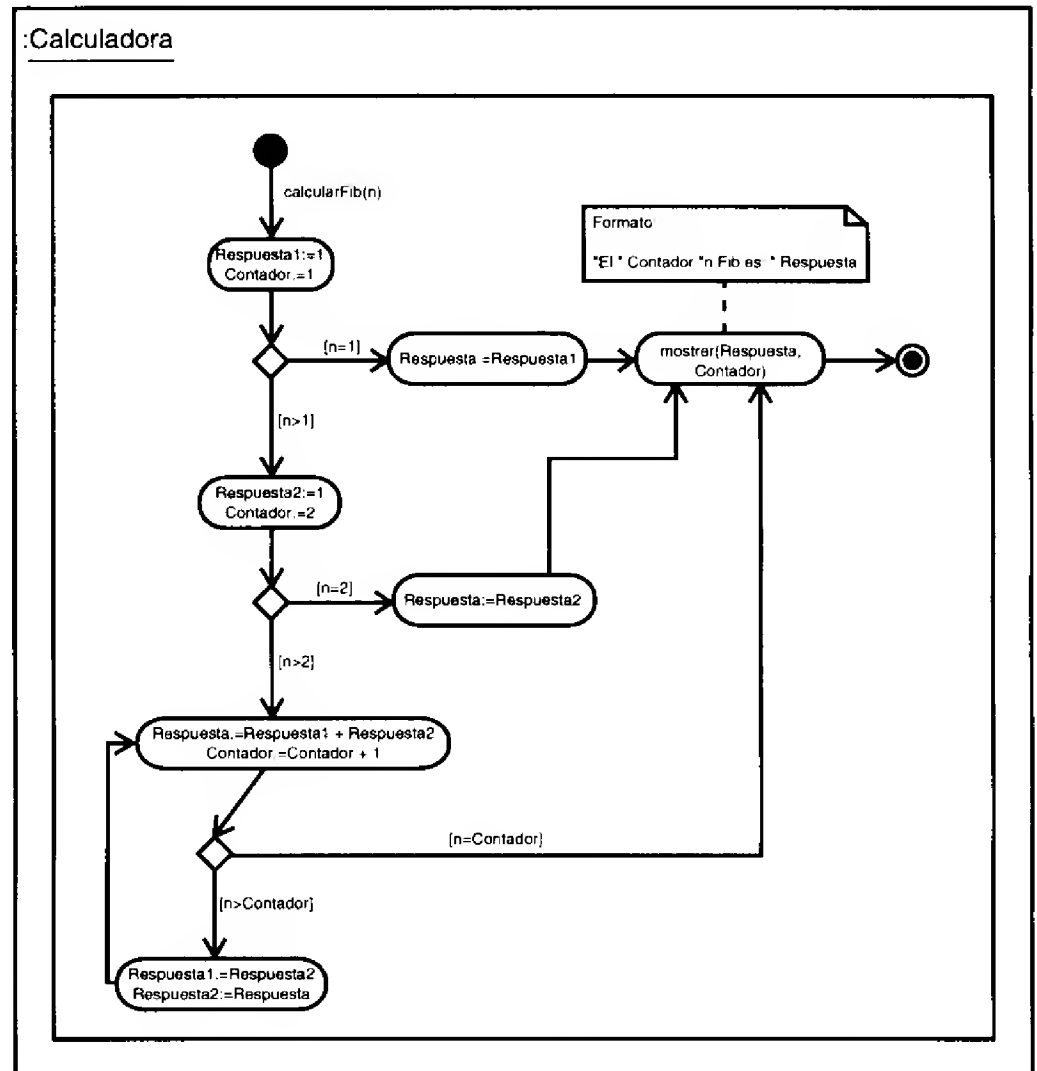 :Calculadora
calcularFib(n)
Respuesta1:=1
Contador.=1
[n=1]
Respuesta =Respuesta1
Formato
"El " Contador "n Fib es " Respuesta
mostrer(Respuesta,
Contador)
[n>1]
Respuesta2:=1
Contador.=2
[n=2]
Respuesta:=Respuesta2
[n>2]
Respuesta.=Respuesta1 + Respuesta2
Contador.=Contador + 1
[n=Contador]
[n>Contador]
Respuesta1.=Respuesta2
Respuesta2:=Respuesta